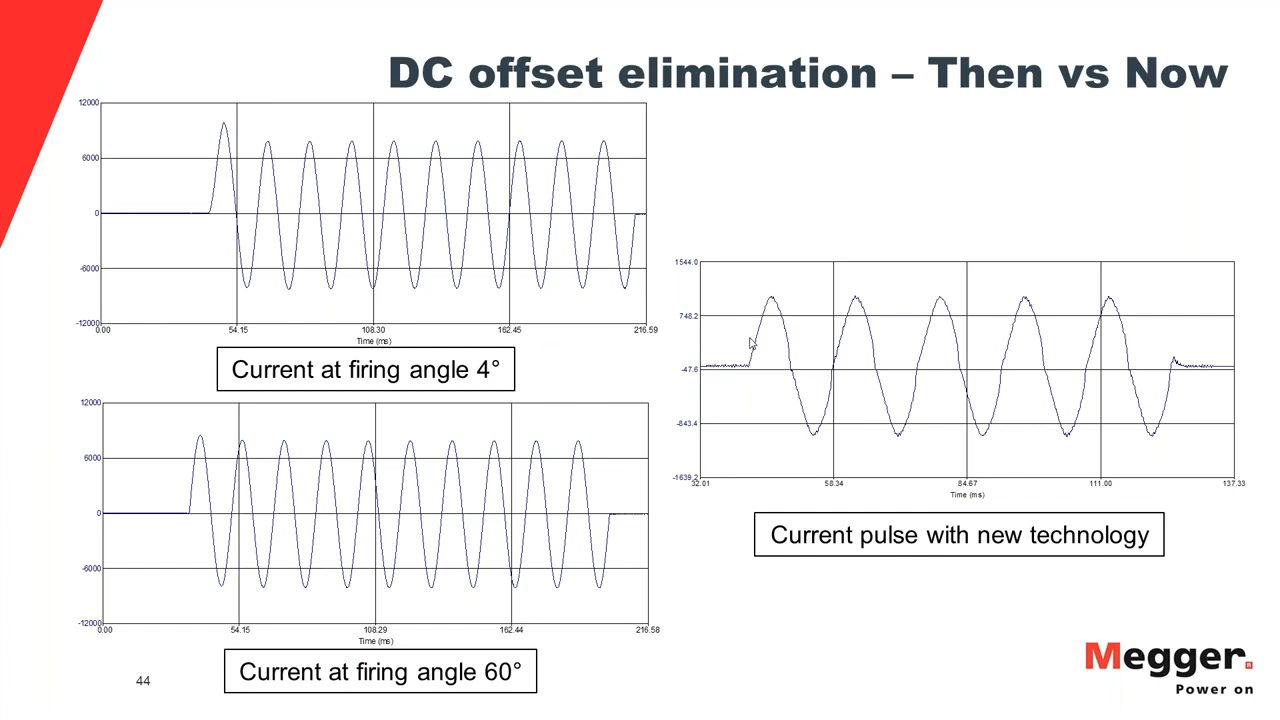 DC offset elimination – Then vs Now
12000
6000
0
-6000
-12000
0.00 54.15 108.30 162.45 216.59
Time (ms)
Current at firing angle 4°
12000
6000
0
-6000
-12000
0.00 54.15 108.29 162.44 216.58
Time (ms)
Current at firing angle 60°
1544.0
748.2
-47.6
-843.4
-1639.2
32.01 58.34 84.67 111.00 137.33
Time (ms)
Current pulse with new technology
44
Megger.
Power on